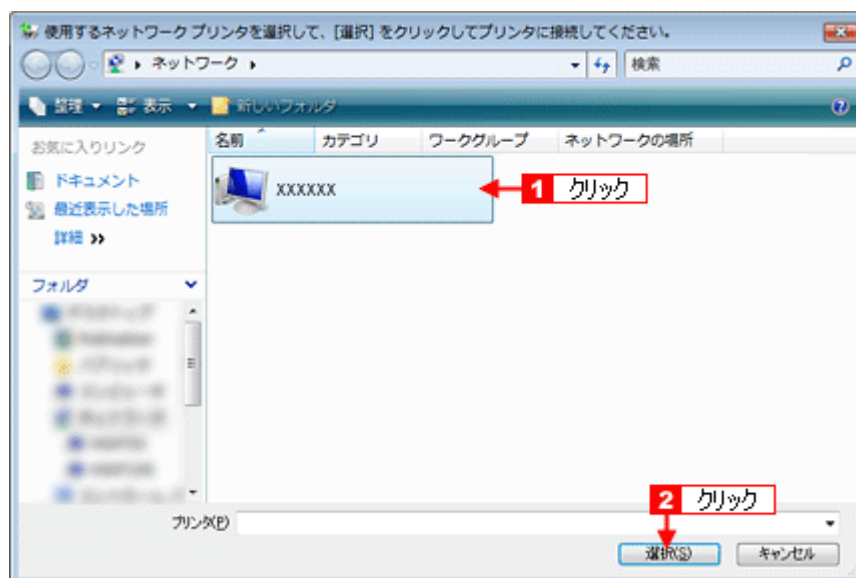 使用するネットワーク プリンタを選択して、[選択] をクリックしてプリンタに接続してください。
ネットワーク
検索
整理 表示 新しいフォルダ
お気に入りリンク
名前 カテゴリ ワークグループ ネットワークの場所
ドキュメント
最近表示した場所
詳細 >>
XXXXXX
1 クリック
フォルダ
2 クリック
プリンタ(P)
選択(S) キャンセル